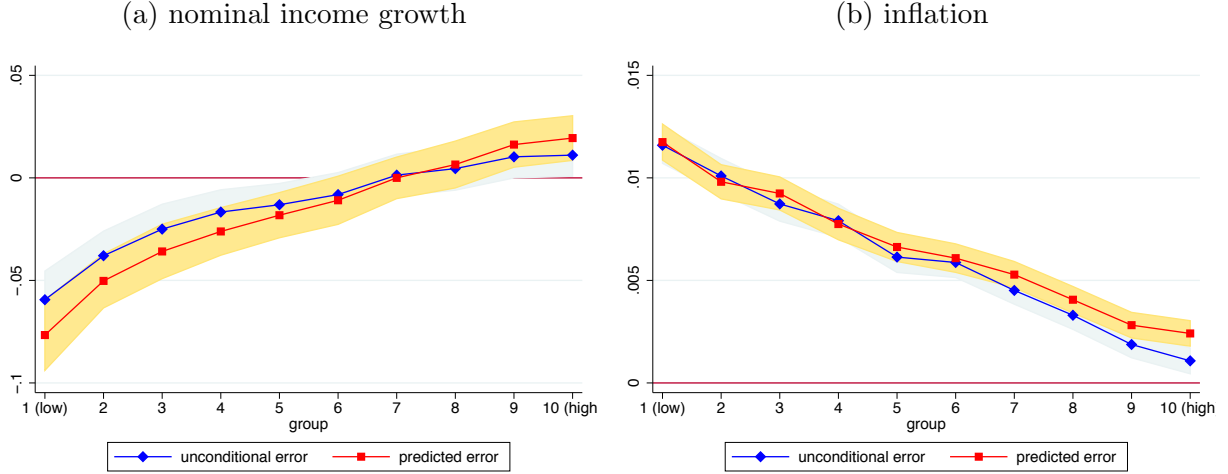 (a) nominal income growth
.05
0
-.05
-.1
1 (low) 2 3 4 5 6 7 8 9 10 (high
group
unconditional error predicted error
(b) inflation
.015
.01
.005
0
1 (low) 2 3 4 5 6 7 8 9 10 (high
group
unconditional error predicted error